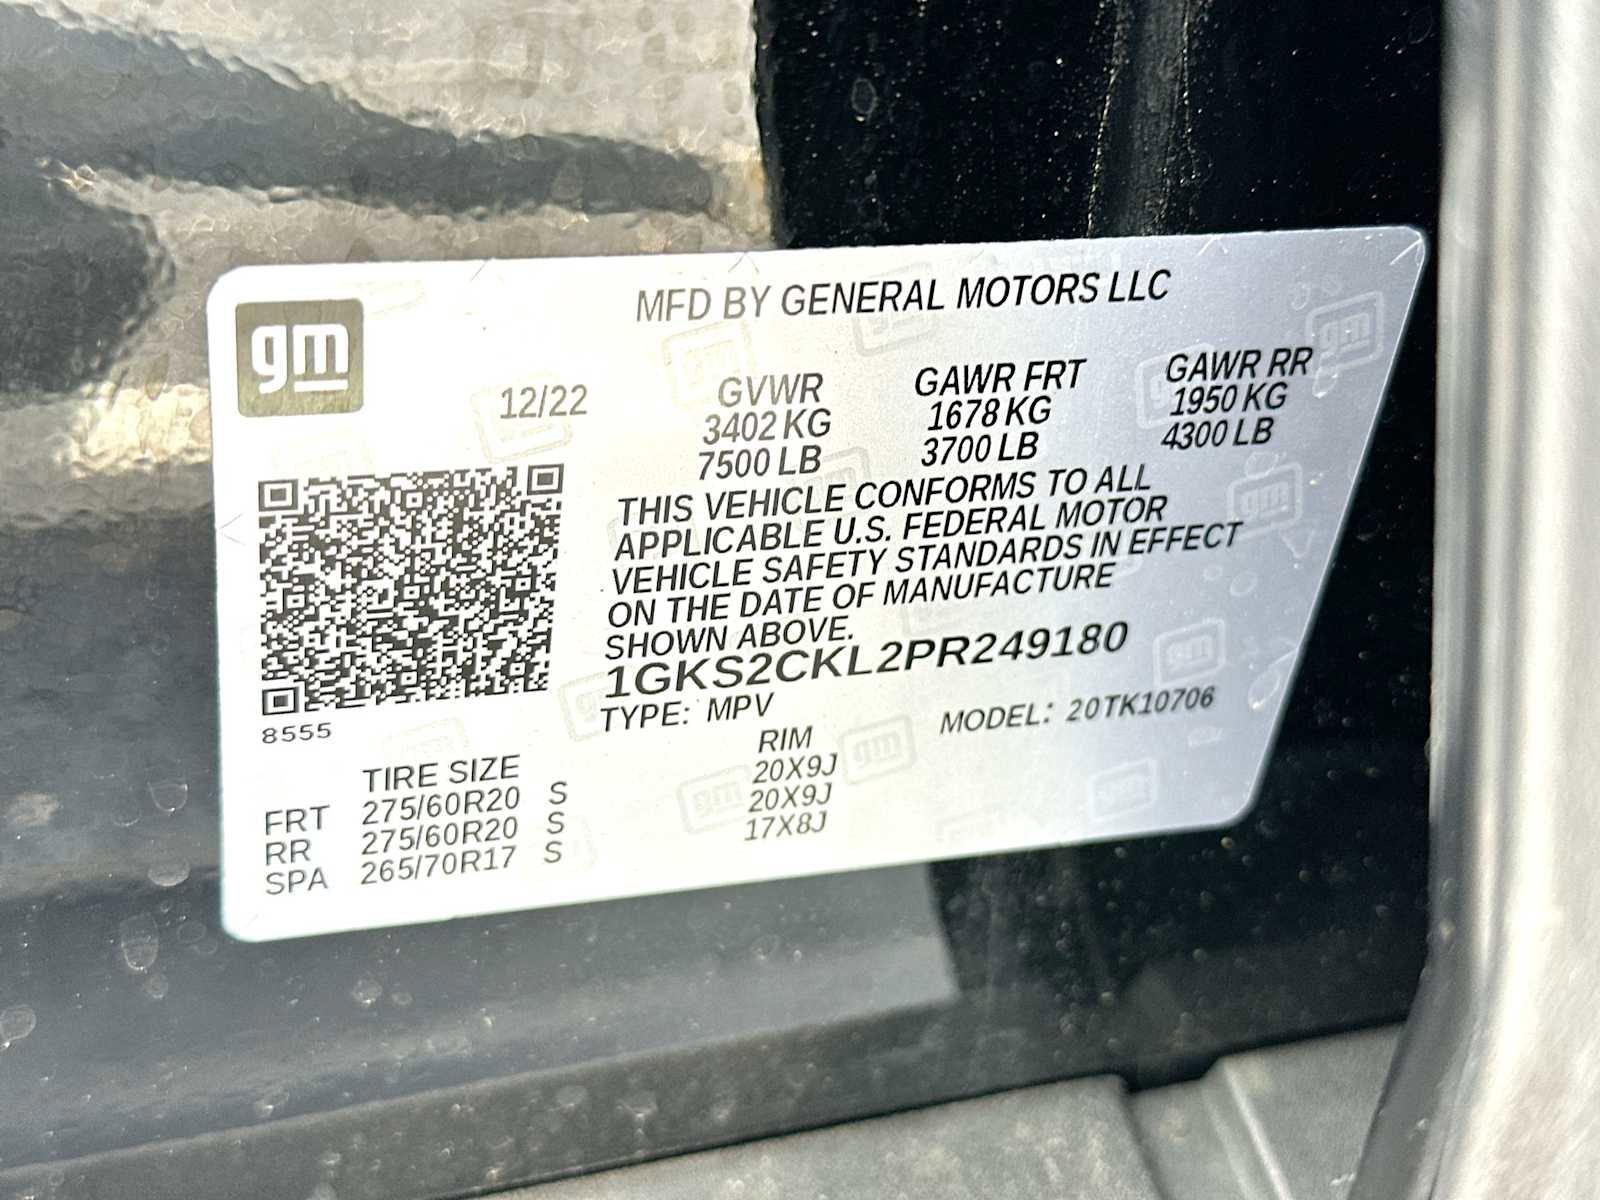 gm
MFD BY GENERAL MOTORS LLC
12/22 GVWR GAWR FRT GAWR RR
3402 KG 1678 KG 1950 KG
7500 LB 3700 LB 4300 LB
THIS VEHICLE CONFORMS TO ALL
APPLICABLE U.S. FEDERAL MOTOR
VEHICLE SAFETY STANDARDS IN EFFECT
ON THE DATE OF MANUFACTURE
SHOWN ABOVE.
1GKS2CKL2PR249180
TYPE: MPV MODEL: 20TK10706
8555
TIRE SIZE RIM
FRT 275/60R20 S 20X9J
RR 275/60R20 S 20X9J
SPA 265/70R17 S 17X8J